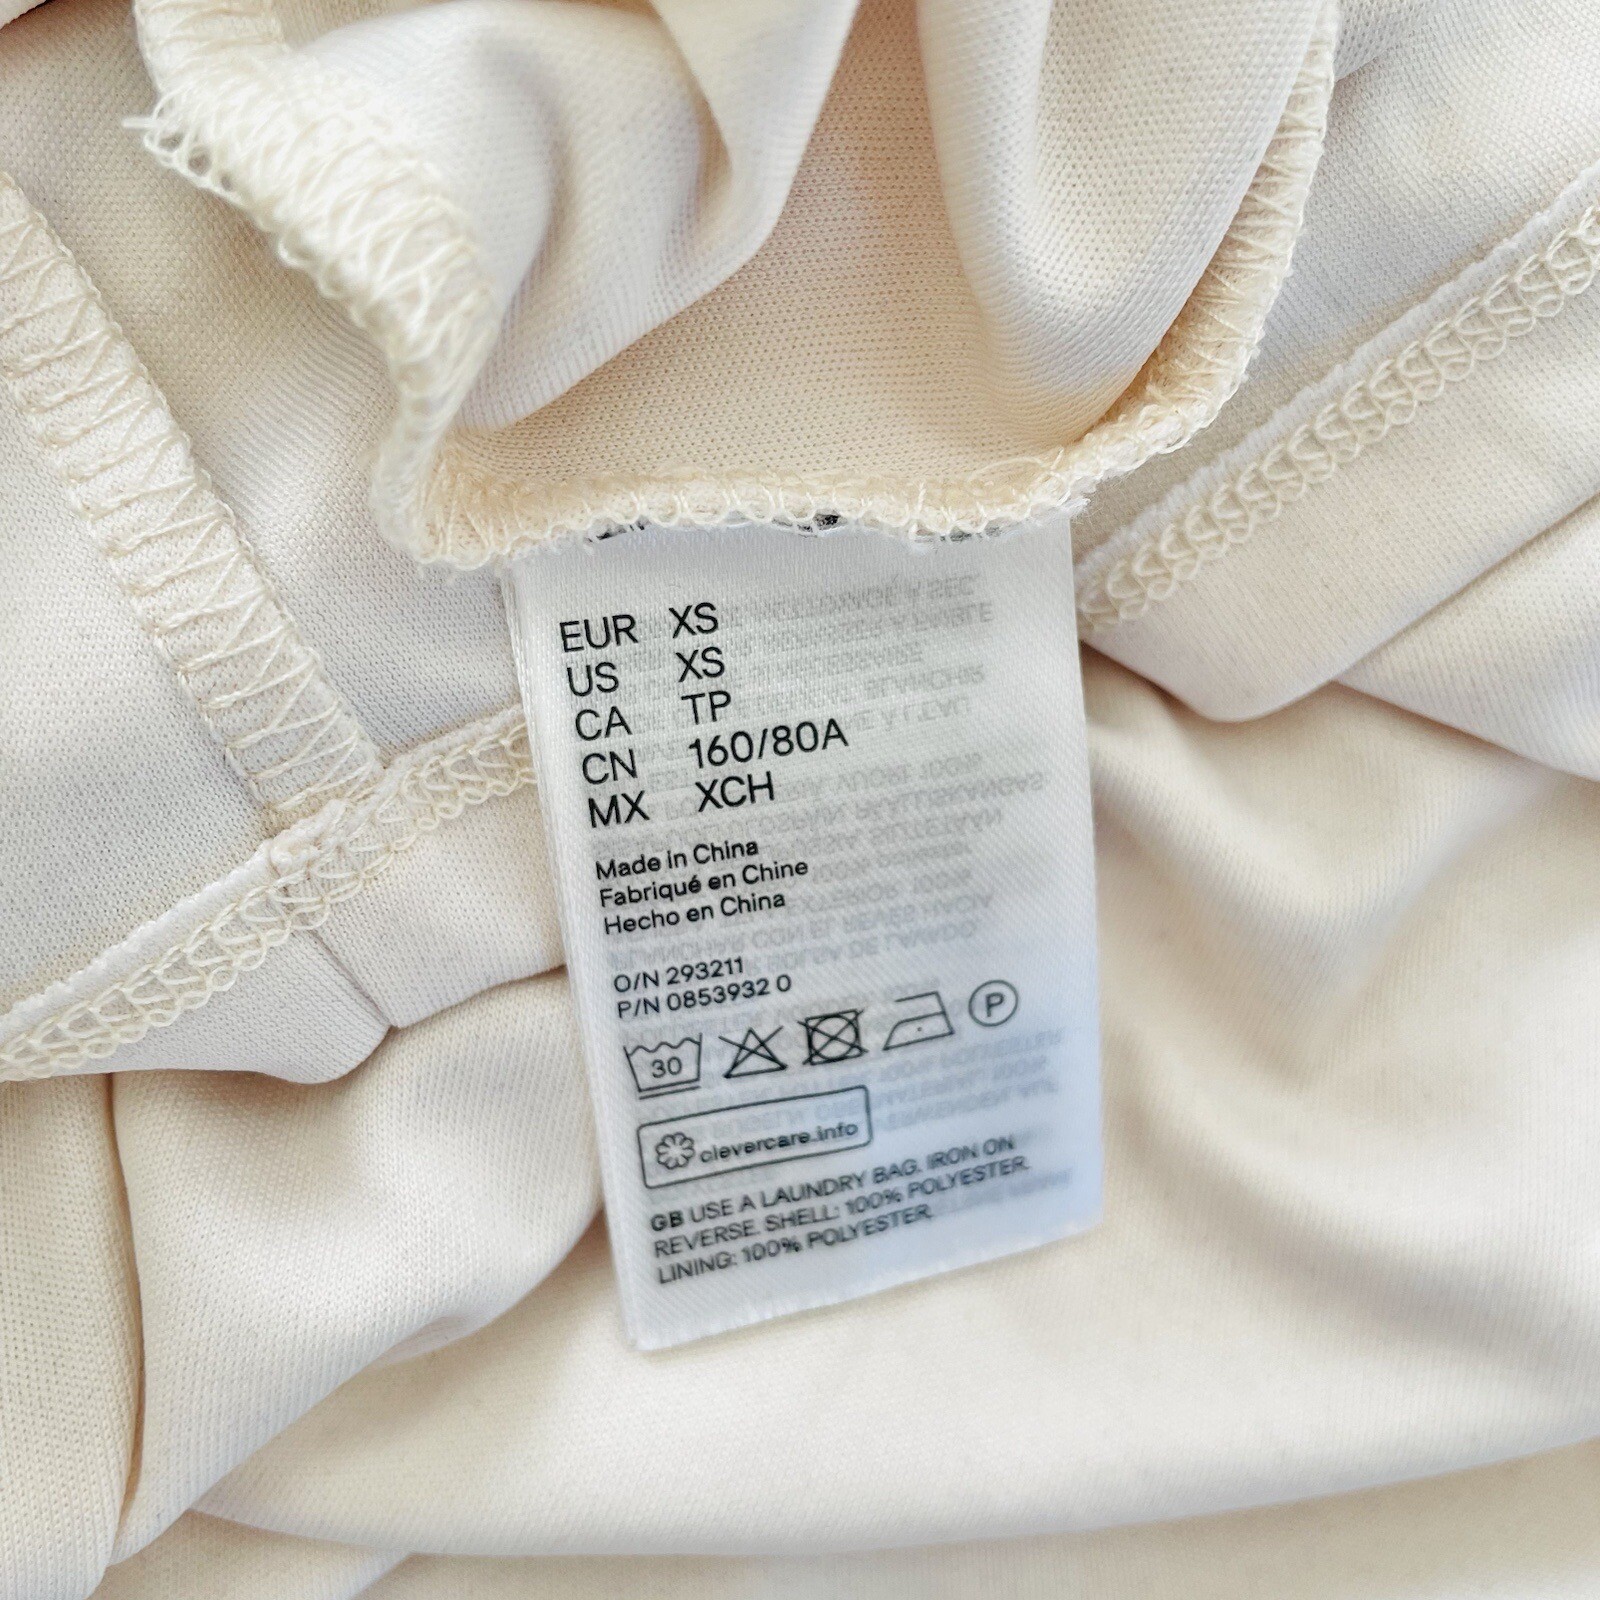 EUR XS
US XS
CA TP
CN 160/80A
MX XCH
Made in China
Fabriqué en Chine
Hecho en China
O/N 293211
P/N 0853932 0
30
P
clevercare.info
GB USE A LAUNDRY BAG. IRON ON
REVERSE. SHELL: 100% POLYESTER.
LINING: 100% POLYESTER.